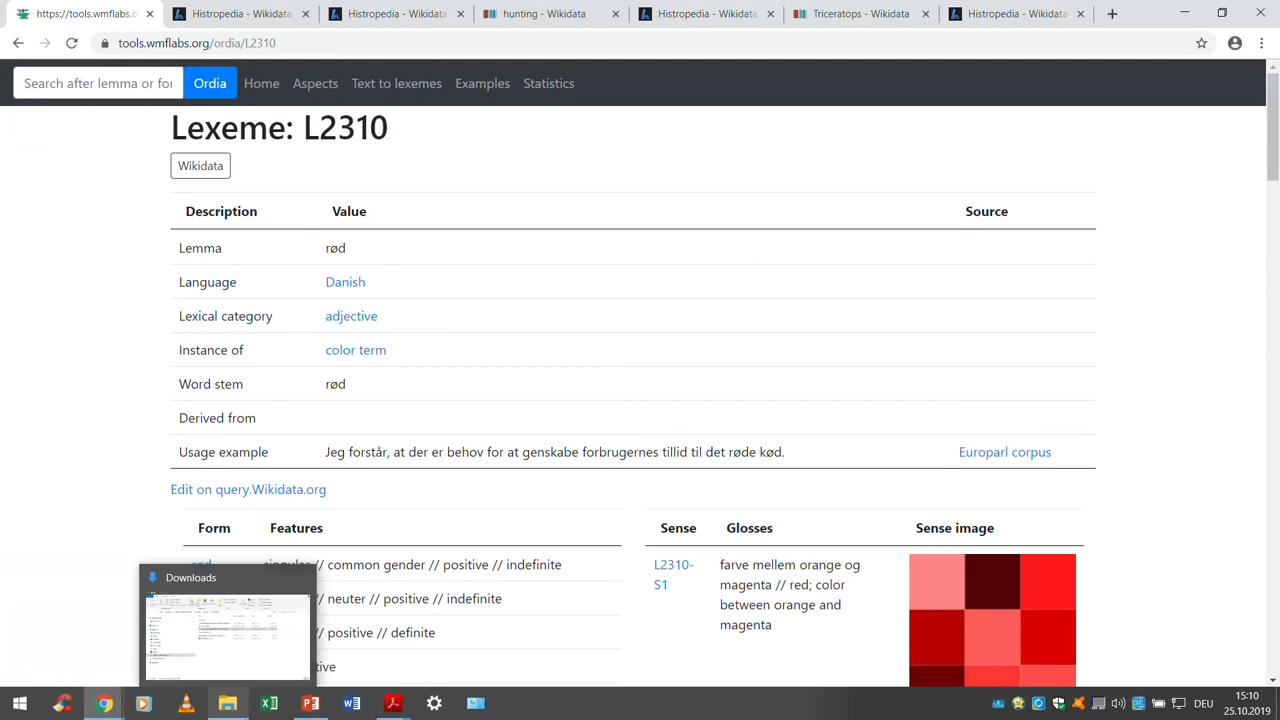 https://tools.wmflabs.o
Histropedia - Wikidata
Histropedia - Wikidata
hunting - Wikidata
Histropedia - Wikidata
Triceratops - Wikidata
Histropedia - Wikidata
tools.wmflabs.org/ordia/L2310
Search after lemma or for
Ordia
Home
Aspects
Text to lexemes
Examples
Statistics
Lexeme: L2310
Wikidata
Description Value Source
Lemma rød
Language Danish
Lexical category adjective
Instance of color term
Word stem rød
Derived from
Usage example Jeg forstår, at der er behov for at genskabe forbrugernes tillid til det røde kød. Europarl corpus
Edit on query.Wikidata.org
Form Features
Sense Glosses Sense image
singular // common gender // positive // indefinite
// neuter // positive // indefinite
positive // definite
L2310-
S1
farve mellem orange og
magenta // red; color
between orange and
magenta
Downloads
DEU
15:10
25.10.2019